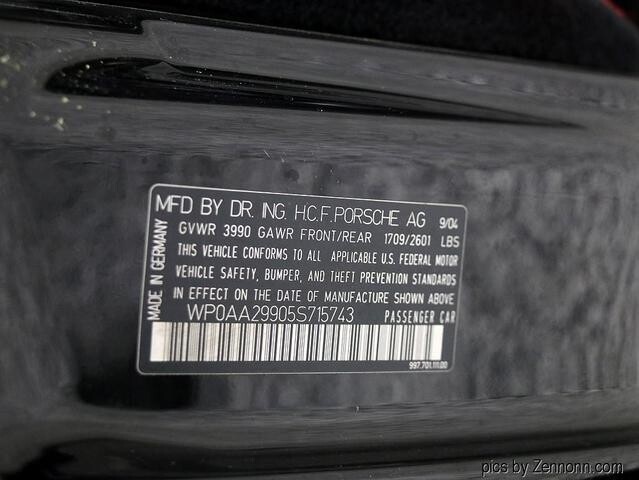 MFD BY DR. ING. H.C.F. PORSCHE AG 9/04
GVWR 3990 GAWR FRONT/REAR 1709/2601 LBS
THIS VEHICLE CONFORMS TO ALL APPLICABLE U.S. FEDERAL MOTOR
VEHICLE SAFETY, BUMPER, AND THEFT PREVENTION STANDARDS
IN EFFECT ON THE DATE OF MANUFACTURE SHOWN ABOVE
WP0AA29905S715743 PASSENGER CAR
MADE IN GERMANY
997.701.111.00
pics by Zennonn.com